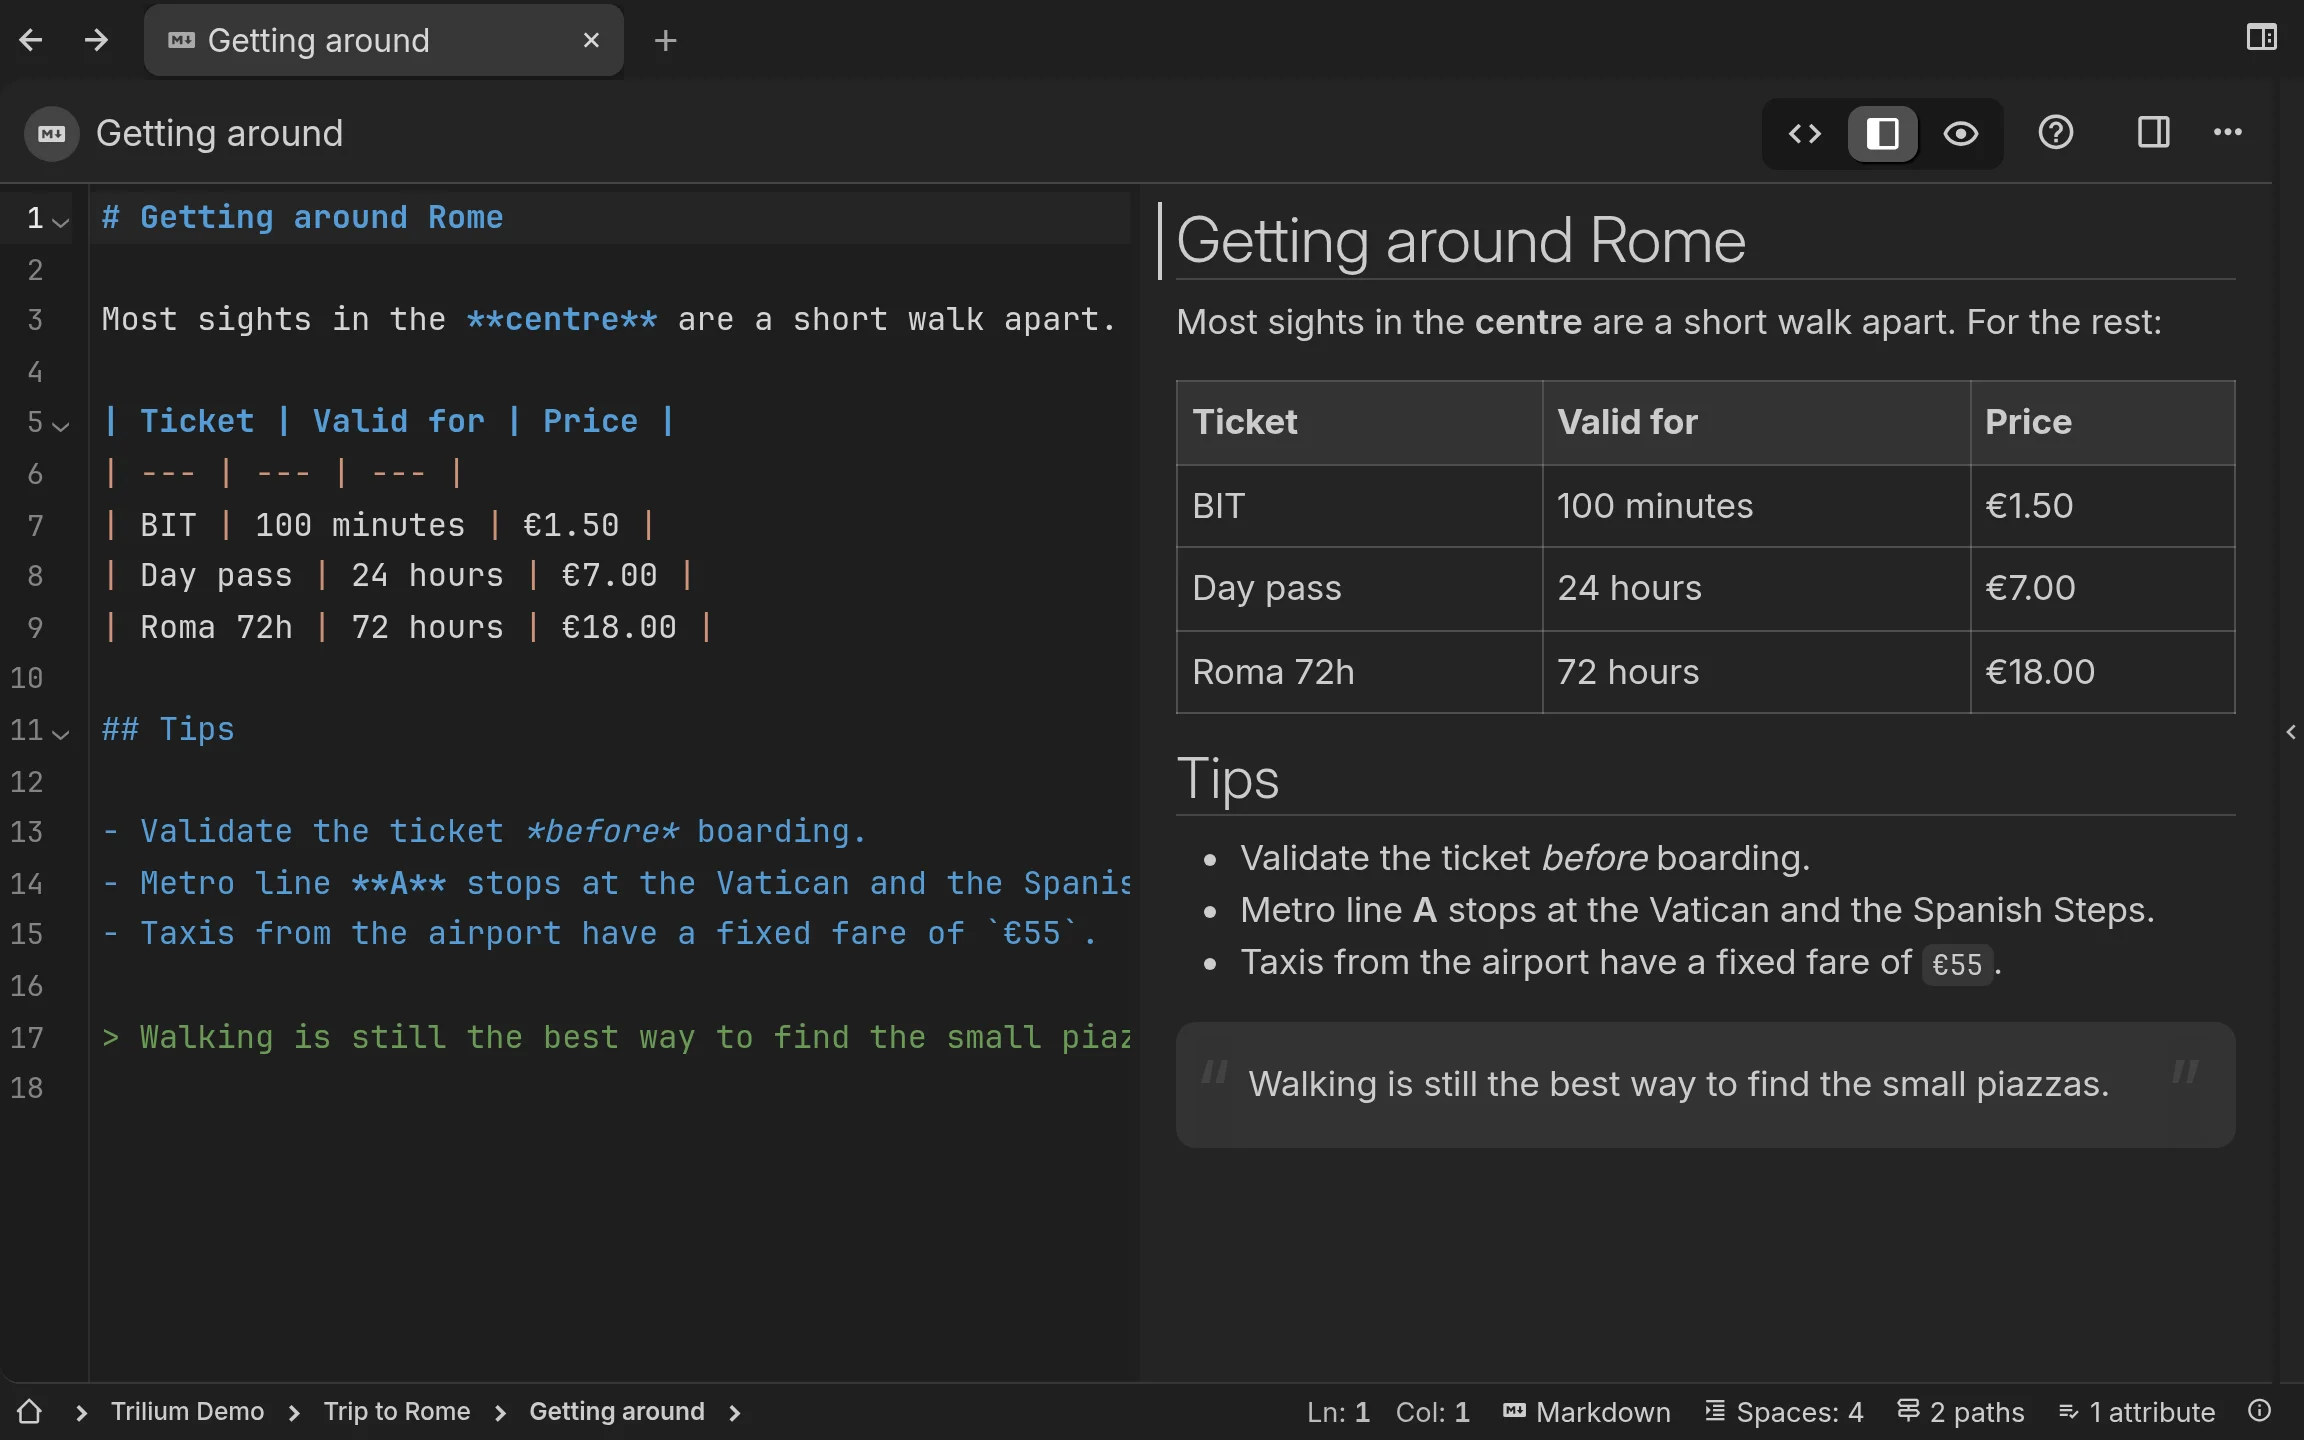 Getting around
Getting around
1 # Getting around Rome
2
3 Most sights in the **centre** are a short walk apart.
4
5 | Ticket | Valid for | Price |
6 | --- | --- | --- |
7 | BIT | 100 minutes | €1.50 |
8 | Day pass | 24 hours | €7.00 |
9 | Roma 72h | 72 hours | €18.00 |
10
11 ## Tips
12
13 - Validate the ticket *before* boarding.
14 - Metro line **A** stops at the Vatican and the Spanis
15 - Taxis from the airport have a fixed fare of `€55`.
16
17 > Walking is still the best way to find the small piaz
18
Getting around Rome
Most sights in the centre are a short walk apart. For the rest:
Ticket Valid for Price
BIT 100 minutes €1.50
Day pass 24 hours €7.00
Roma 72h 72 hours €18.00
Tips
• Validate the ticket before boarding.
• Metro line A stops at the Vatican and the Spanish Steps.
• Taxis from the airport have a fixed fare of €55.
" Walking is still the best way to find the small piazzas. "
Trilium Demo > Trip to Rome > Getting around > Ln: 1 Col: 1 Markdown Spaces: 4 2 paths 1 attribute